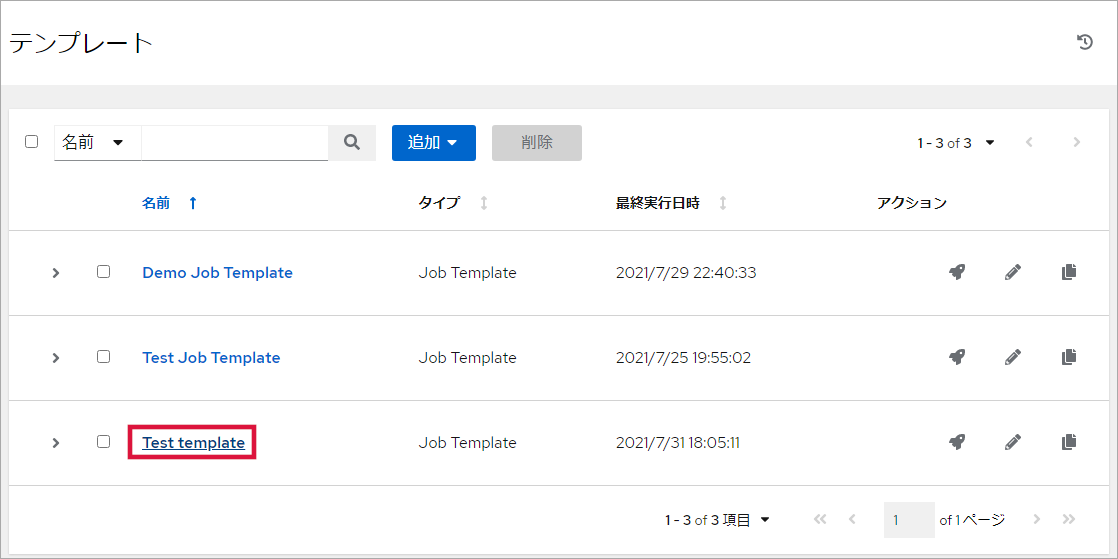 テンプレート
名前 追加 削除 1 - 3 of 3
名前 タイプ 最終実行日時 アクション
Demo Job Template Job Template 2021/7/29 22:40:33
Test Job Template Job Template 2021/7/25 19:55:02
Test template Job Template 2021/7/31 18:05:11
1 - 3 of 3 項目 1 of 1 ページ